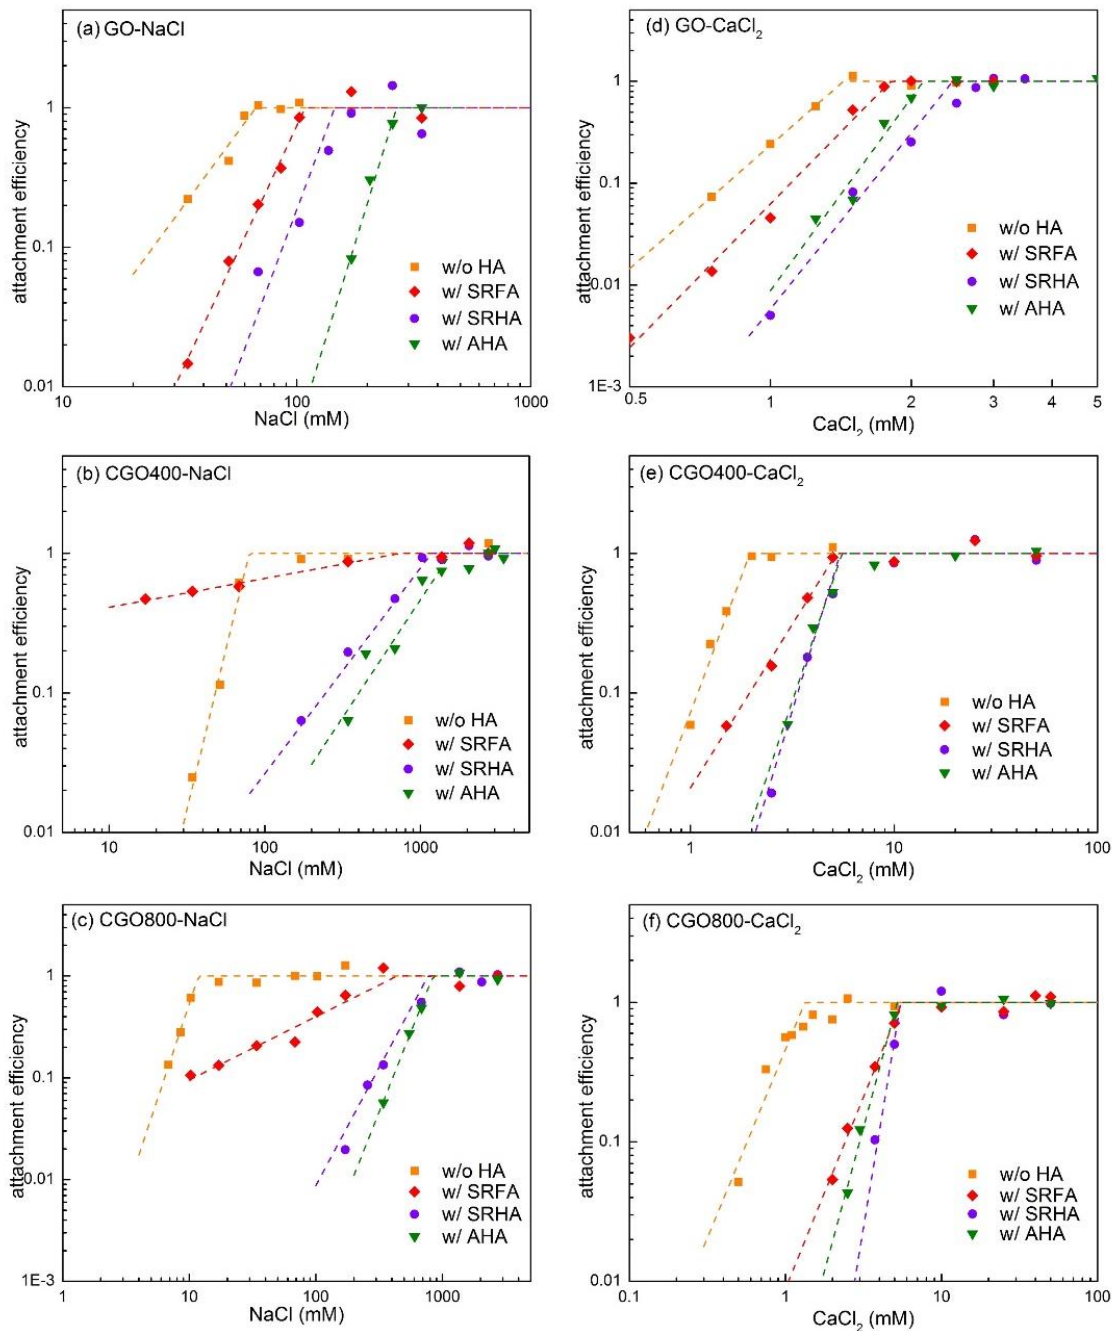 (a) GO-NaCl
attachment efficiency
1
0.1
0.01
w/o HA
w/ SRFA
w/ SRHA
w/ AHA
10 100 1000
NaCl (mM)
(d) GO-CaCl₂
attachment efficiency
1
0.1
0.01
1E-3
w/o HA
w/ SRFA
w/ SRHA
w/ AHA
0.5 1 2 3 4 5
CaCl₂ (mM)
(b) CGO400-NaCl
attachment efficiency
1
0.1
0.01
w/o HA
w/ SRFA
w/ SRHA
w/ AHA
10 100 1000
NaCl (mM)
(e) CGO400-CaCl₂
attachment efficiency
1
0.1
0.01
w/o HA
w/ SRFA
w/ SRHA
w/ AHA
1 10 100
CaCl₂ (mM)
(c) CGO800-NaCl
attachment efficiency
1
0.1
0.01
1E-3
w/o HA
w/ SRFA
w/ SRHA
w/ AHA
1 10 100 1000
NaCl (mM)
(f) CGO800-CaCl₂
attachment efficiency
1
0.1
0.01
w/o HA
w/ SRFA
w/ SRHA
w/ AHA
0.1 1 10 100
CaCl₂ (mM)